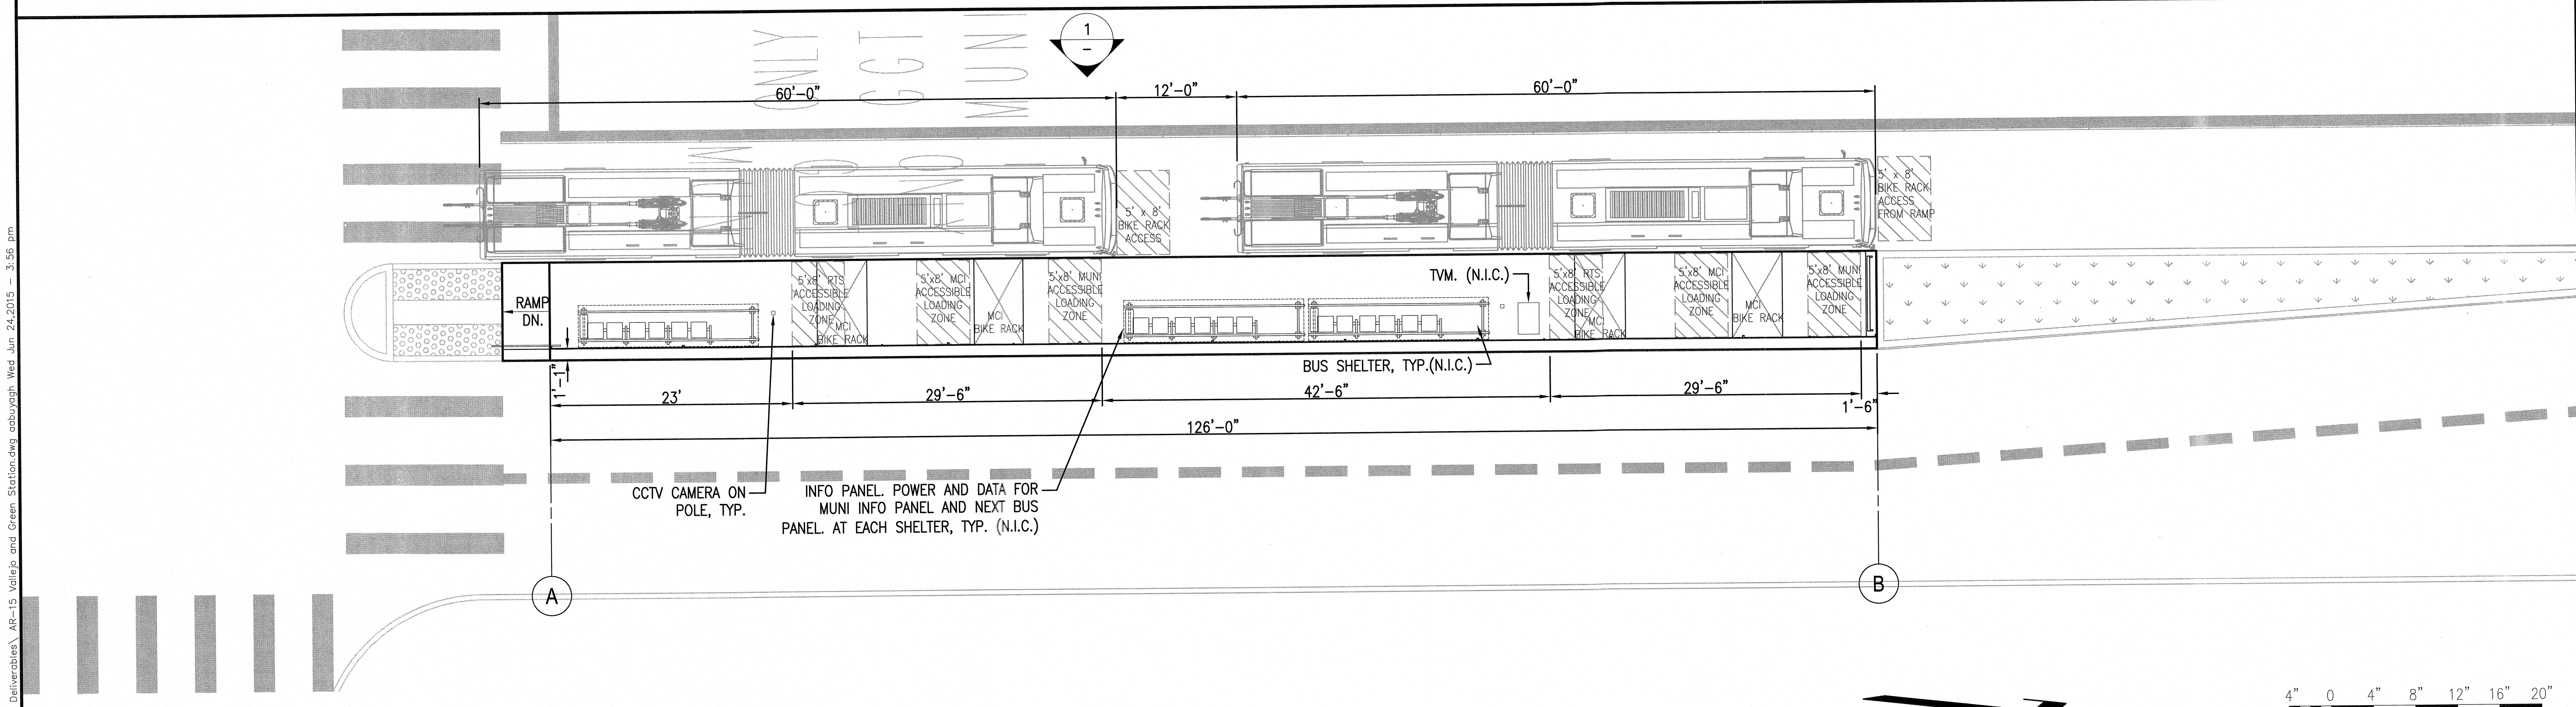 Deliverables\ AR-15 Vallejo and Green Station.dwg aabuyagh Wed Jun 24,2015 - 3:56 pm
ONLY
GGT
MUNI
1
-
60'-0"
12'-0"
60'-0"
5' x 8'
BIKE RACK
ACCESS
5' x 8'
BIKE RACK
ACCESS
FROM RAMP
RAMP
DN.
5'x8' RTS
ACCESSIBLE
LOADING
ZONE
MCI
BIKE RACK
5'x8' MCI
ACCESSIBLE
LOADING
ZONE
MCI
BIKE RACK
5'x8' MUNI
ACCESSIBLE
LOADING
ZONE
TVM. (N.I.C.)
5'x8' RTS
ACCESSIBLE
LOADING
ZONE
MCI
BIKE RACK
5'x8' MCI
ACCESSIBLE
LOADING
ZONE
MCI
BIKE RACK
5'x8' MUNI
ACCESSIBLE
LOADING
ZONE
BUS SHELTER, TYP.(N.I.C.)
1'-1"
23'
29'-6"
42'-6"
29'-6"
1'-6"
126'-0"
CCTV CAMERA ON
POLE, TYP.
INFO PANEL. POWER AND DATA FOR
MUNI INFO PANEL AND NEXT BUS
PANEL. AT EACH SHELTER, TYP. (N.I.C.)
A
B
4" 0 4" 8" 12" 16" 20"